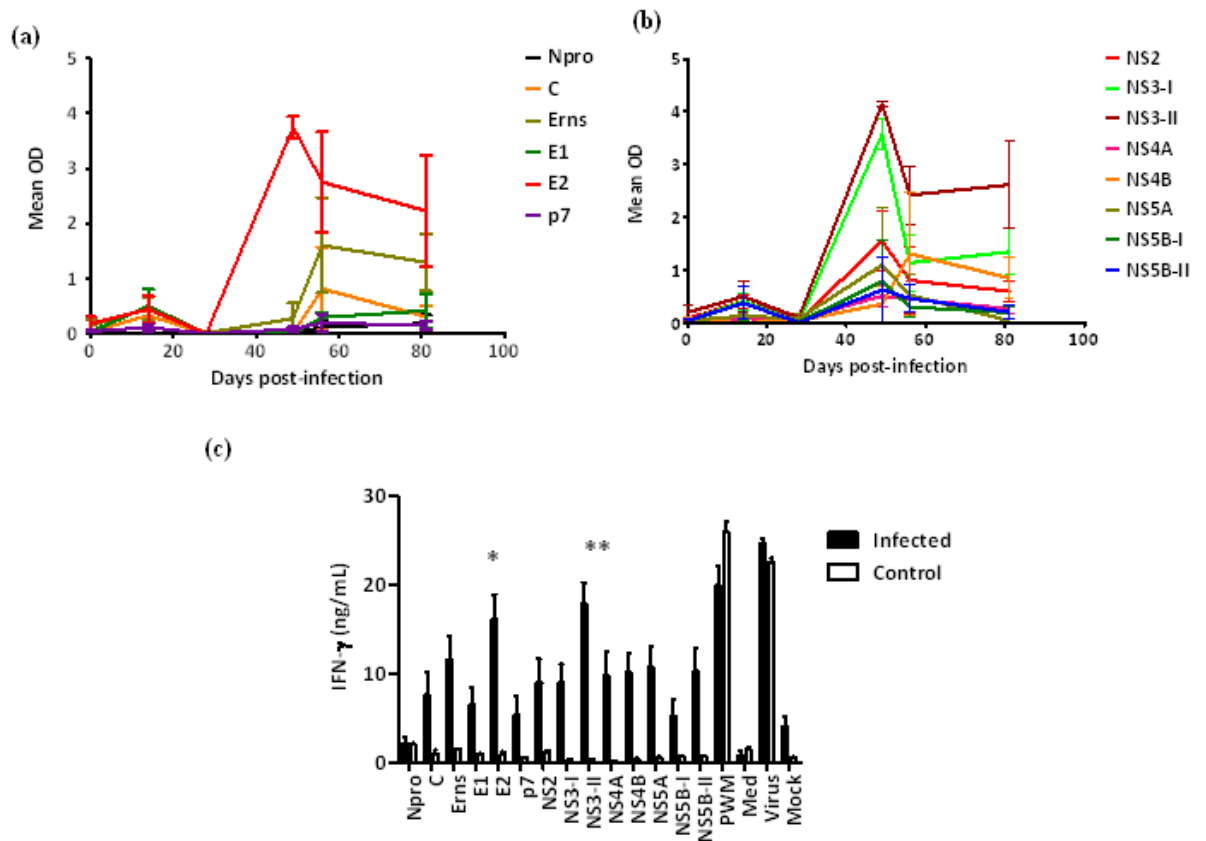 (a)
5
4
3
2
1
0
Mean OD
0 20 40 60 80 100
Days post-infection
Npro
C
Erns
E1
E2
p7
(b)
5
4
3
2
1
0
Mean OD
0 20 40 60 80 100
Days post-infection
NS2
NS3-I
NS3-II
NS4A
NS4B
NS5A
NS5B-I
NS5B-II
(c)
30
20
10
0
IFN-γ (ng/mL)
*
**
Infected
Control
Npro
C
Erns
E1
E2
p7
NS2
NS3-I
NS3-II
NS4A
NS4B
NS5A
NS5B-I
NS5B-II
PWM
Med
Virus
Mock